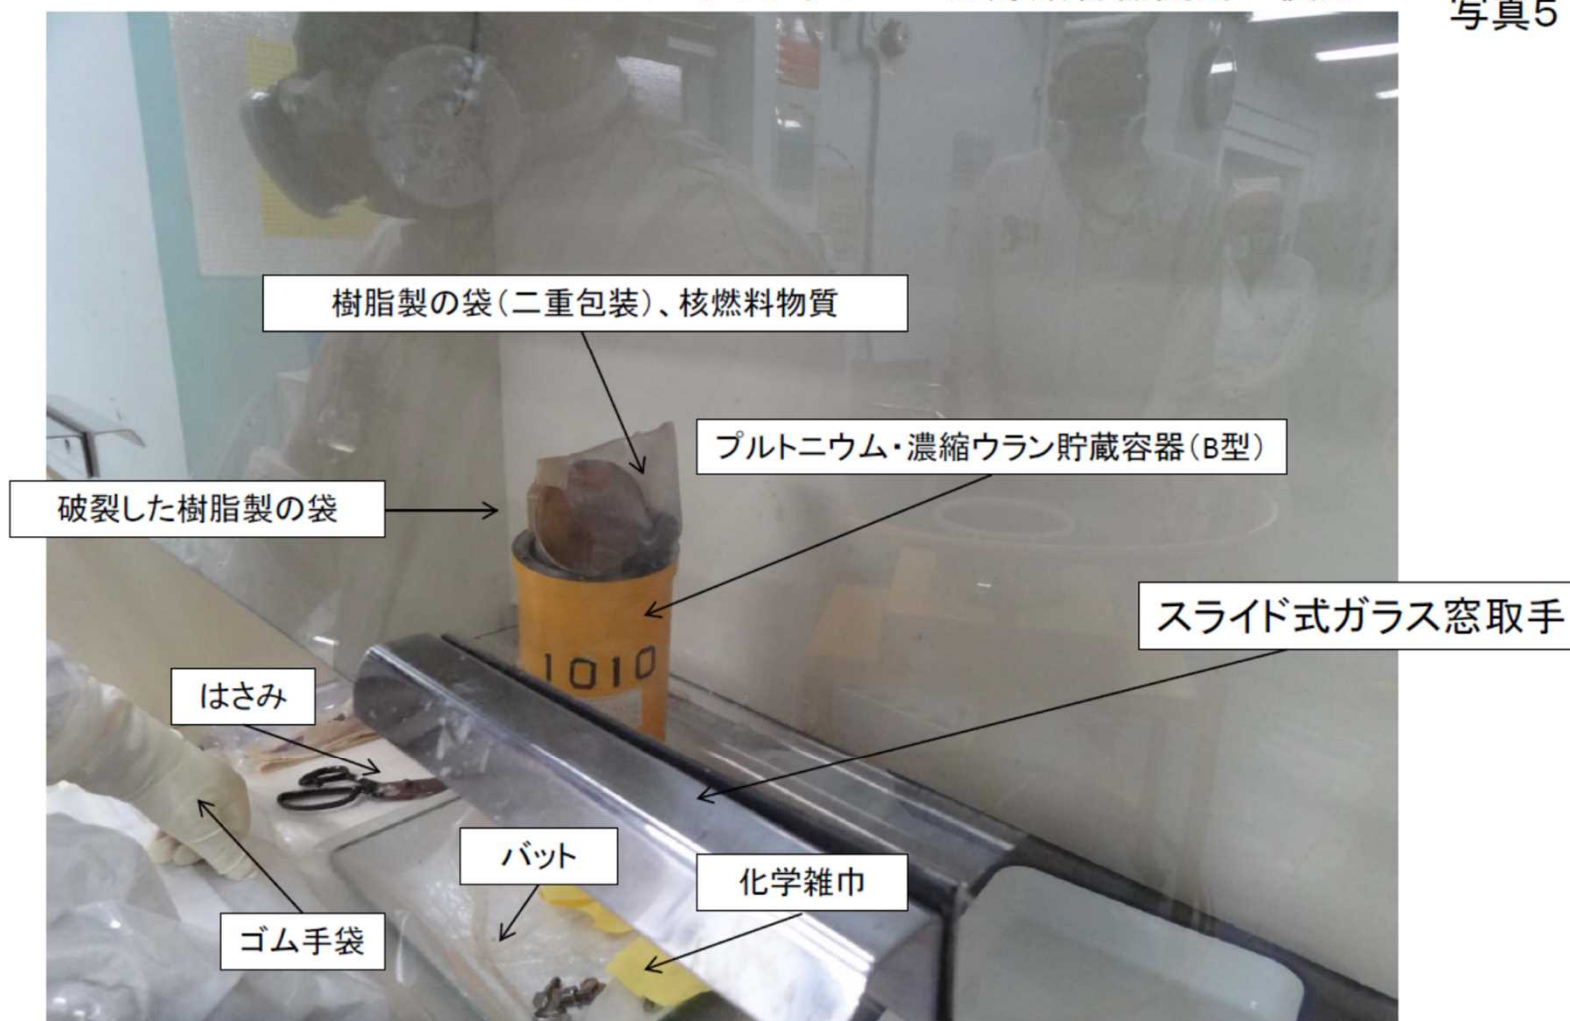 写真5
樹脂製の袋(二重包装)、核燃料物質
プルトニウム・濃縮ウラン貯蔵容器(B型)
破裂した樹脂製の袋
スライド式ガラス窓取手
1010
はさみ
バット
化学雑巾
ゴム手袋